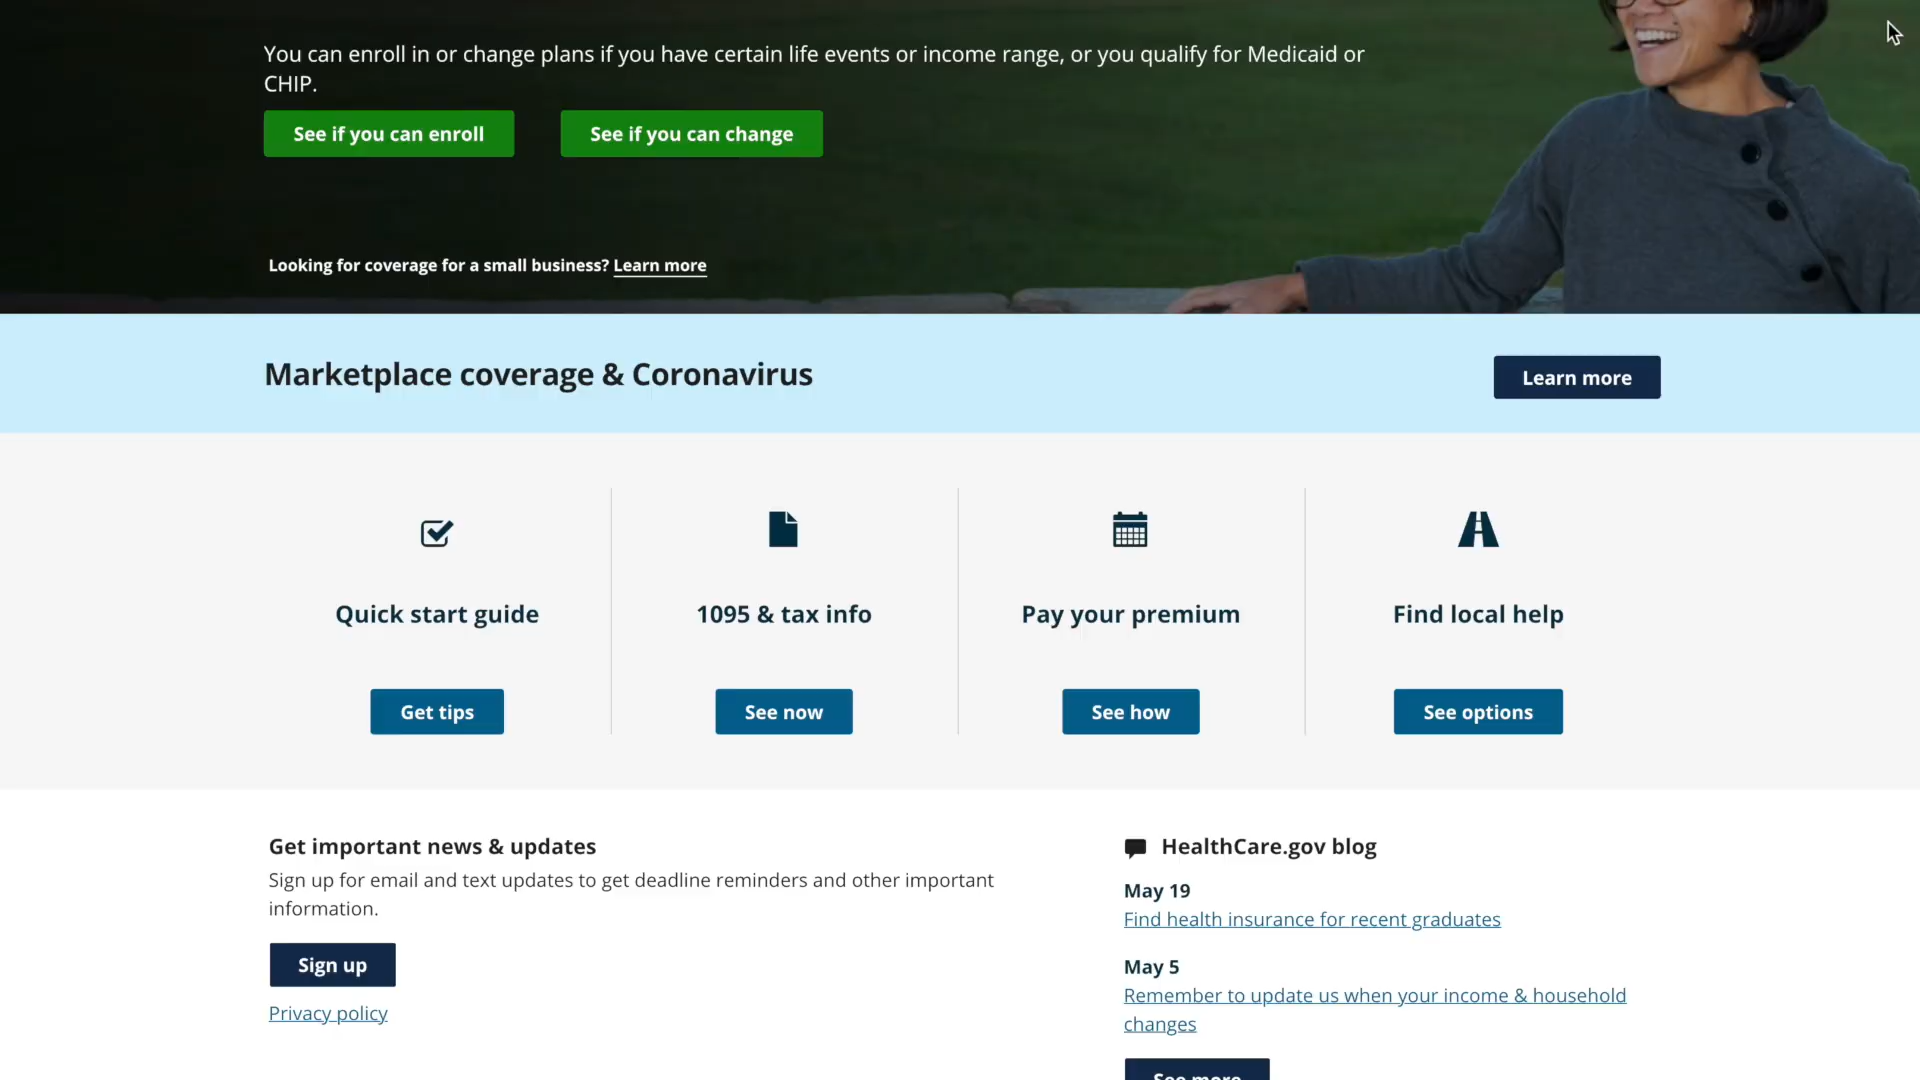 You can enroll in or change plans if you have certain life events or income range, or you qualify for Medicaid or
CHIP.
See if you can enroll
See if you can change
Looking for coverage for a small business? Learn more
Marketplace coverage & Coronavirus
Learn more
Quick start guide
1095 & tax info
Pay your premium
Find local help
Get tips
See now
See how
See options
Get important news & updates
Sign up for email and text updates to get deadline reminders and other important
information.
Sign up
Privacy policy
HealthCare.gov blog
May 19
Find health insurance for recent graduates
May 5
Remember to update us when your income & household
changes
See more